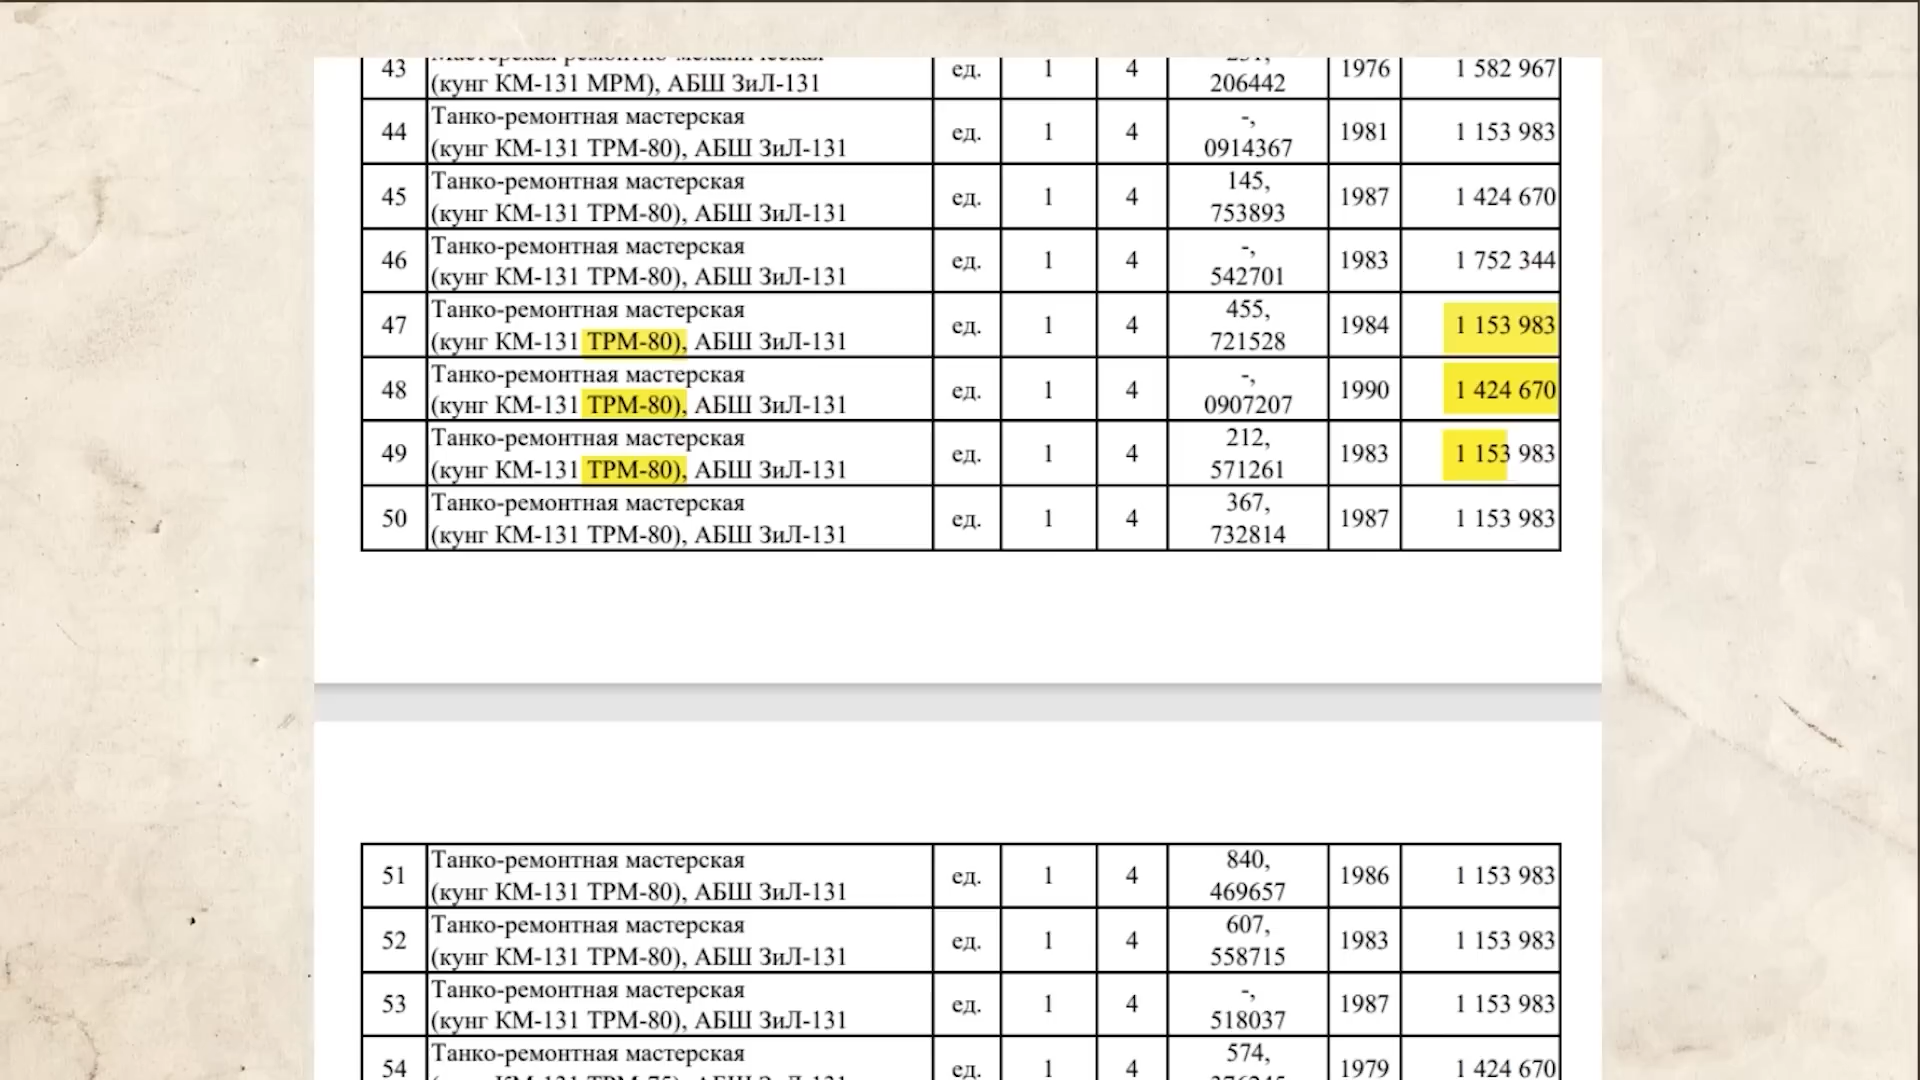 43 (кунг КМ-131 МРМ), АБШ ЗиЛ-131 ед. 1 4 206442 1976 1 582 967
44 Танко-ремонтная мастерская
(кунг КМ-131 ТРМ-80), АБШ ЗиЛ-131 ед. 1 4 -, 0914367 1981 1 153 983
45 Танко-ремонтная мастерская
(кунг КМ-131 ТРМ-80), АБШ ЗиЛ-131 ед. 1 4 145, 753893 1987 1 424 670
46 Танко-ремонтная мастерская
(кунг КМ-131 ТРМ-80), АБШ ЗиЛ-131 ед. 1 4 -, 542701 1983 1 752 344
47 Танко-ремонтная мастерская
(кунг КМ-131 ТРМ-80), АБШ ЗиЛ-131 ед. 1 4 455, 721528 1984 1 153 983
48 Танко-ремонтная мастерская
(кунг КМ-131 ТРМ-80), АБШ ЗиЛ-131 ед. 1 4 -, 0907207 1990 1 424 670
49 Танко-ремонтная мастерская
(кунг КМ-131 ТРМ-80), АБШ ЗиЛ-131 ед. 1 4 212, 571261 1983 1 153 983
50 Танко-ремонтная мастерская
(кунг КМ-131 ТРМ-80), АБШ ЗиЛ-131 ед. 1 4 367, 732814 1987 1 153 983
51 Танко-ремонтная мастерская
(кунг КМ-131 ТРМ-80), АБШ ЗиЛ-131 ед. 1 4 840, 469657 1986 1 153 983
52 Танко-ремонтная мастерская
(кунг КМ-131 ТРМ-80), АБШ ЗиЛ-131 ед. 1 4 607, 558715 1983 1 153 983
53 Танко-ремонтная мастерская
(кунг КМ-131 ТРМ-80), АБШ ЗиЛ-131 ед. 1 4 -, 518037 1987 1 153 983
54 Танко-ремонтная мастерская
ед. 1 4 574, 1979 1 424 670